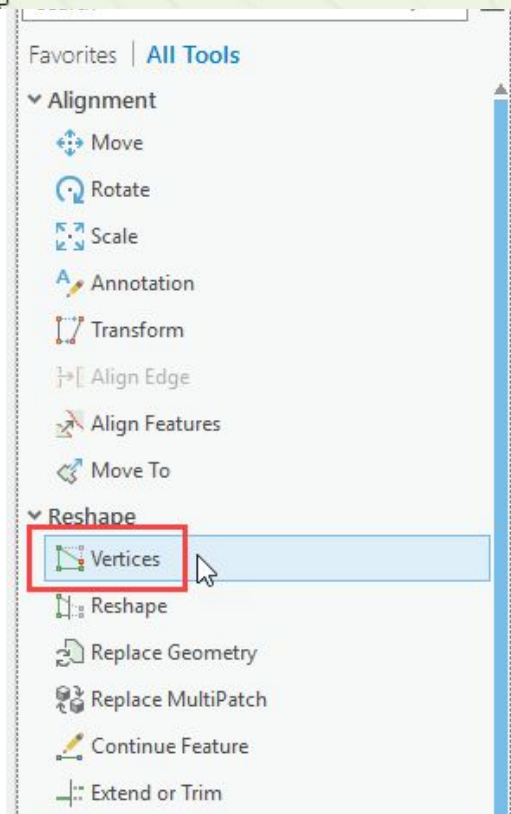 Favorites | All Tools
Alignment
Move
Rotate
Scale
Annotation
Transform
Align Edge
Align Features
Move To
Reshape
Vertices
Reshape
Replace Geometry
Replace MultiPatch
Continue Feature
Extend or Trim